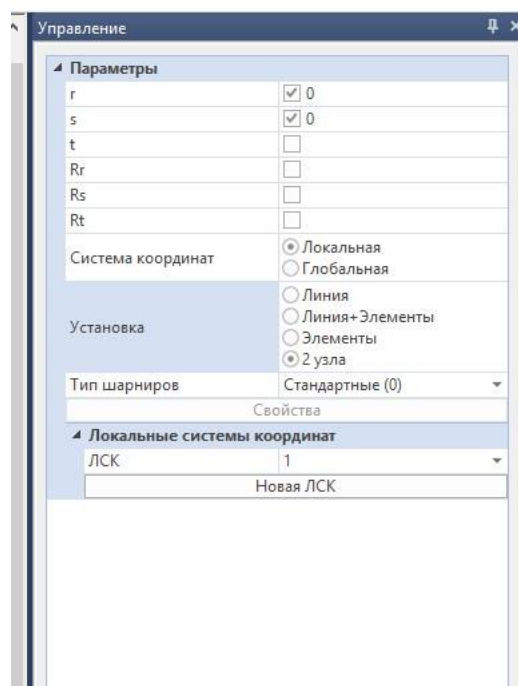 Управление
Параметры
r 0
s 0
t
Rr
Rs
Rt
Система координат
Локальная
Глобальная
Установка
Линия
Линия+Элементы
Элементы
2 узла
Тип шарниров Стандартные (0)
Свойства
Локальные системы координат
ЛСК 1
Новая ЛСК